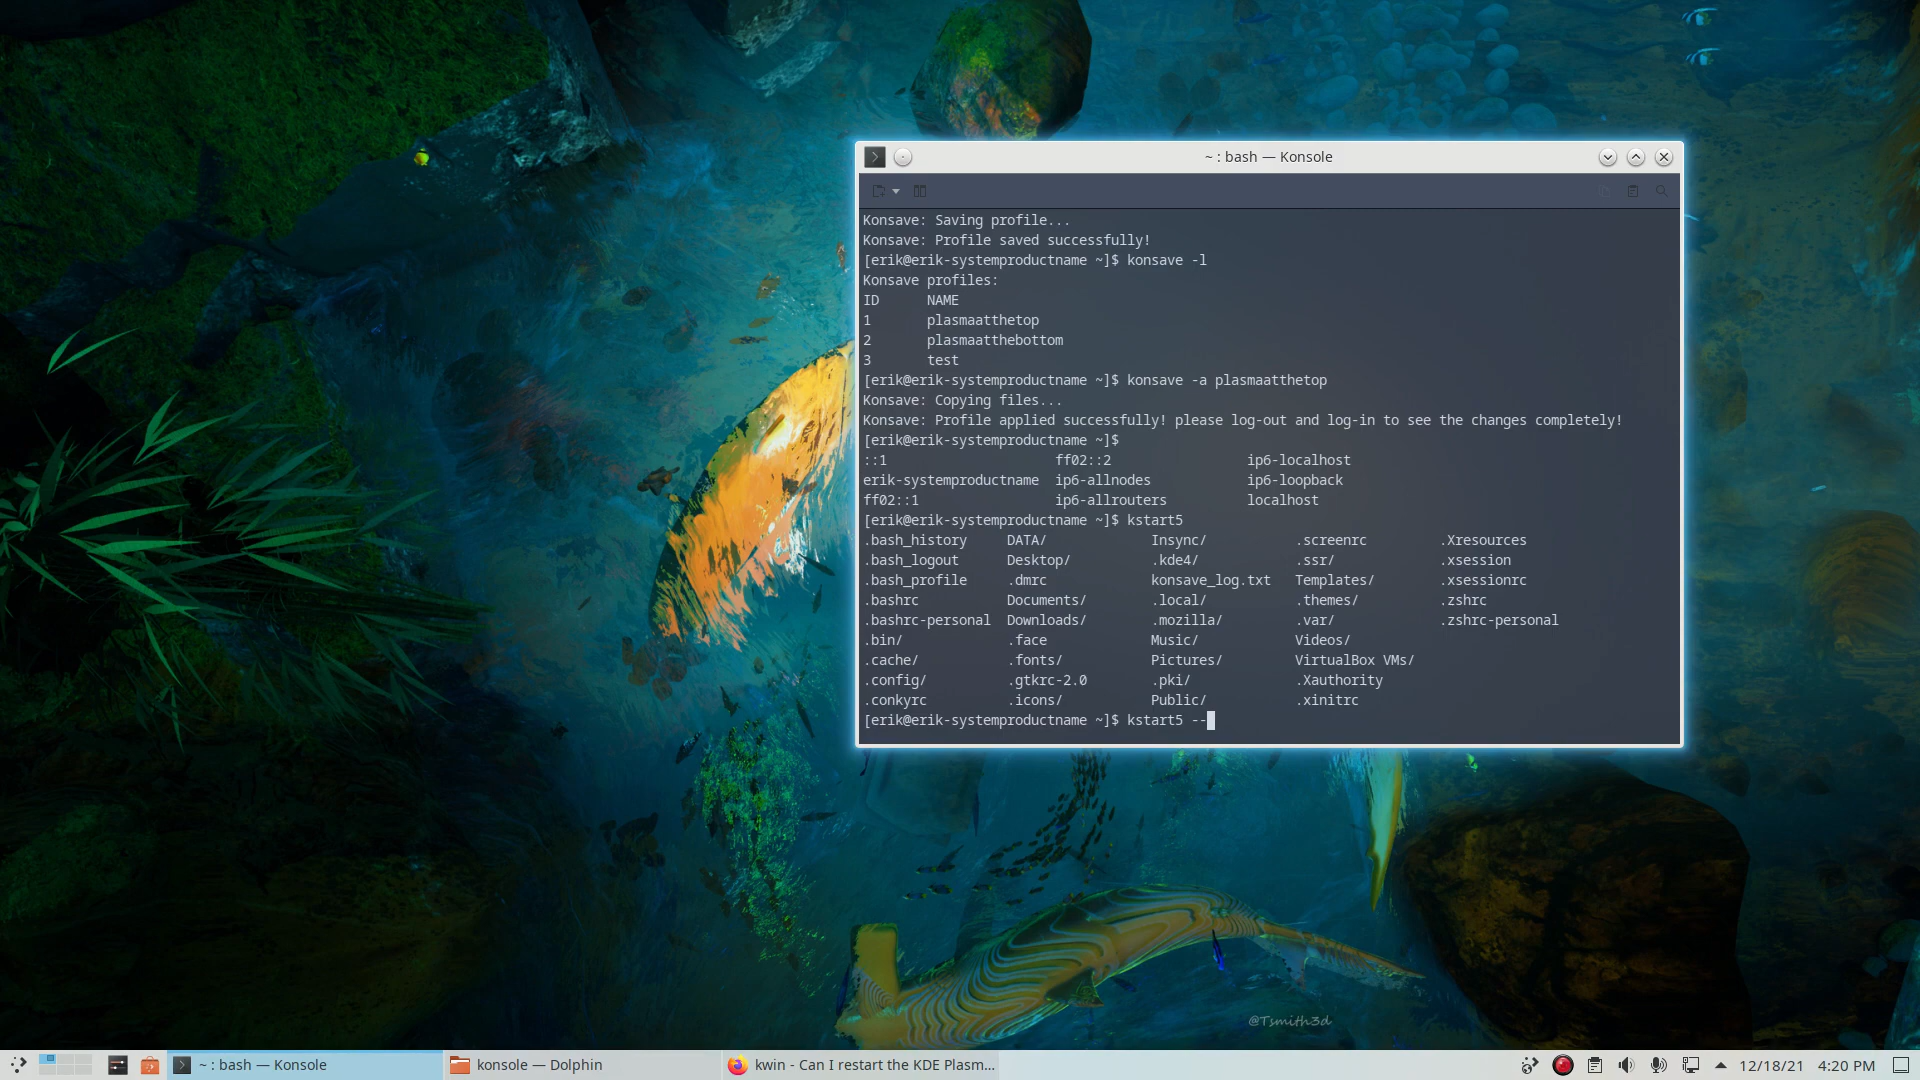 ~ : bash — Konsole
Konsave: Saving profile...
Konsave: Profile saved successfully!
[erik@erik-systemproductname ~]$ konsave -l
Konsave profiles:
ID      NAME
1       plasmaatthetop
2       plasmaatthebottom
3       test
[erik@erik-systemproductname ~]$ konsave -a plasmaatthetop
Konsave: Copying files...
Konsave: Profile applied successfully! please log-out and log-in to see the changes completely!
[erik@erik-systemproductname ~]$
::1                     ff02::2                 ip6-localhost
erik-systemproductname  ip6-allnodes            ip6-loopback
ff02::1                 ip6-allrouters          localhost
[erik@erik-systemproductname ~]$ kstart5
.bash_history     DATA/             Insync/           .screenrc         .Xresources
.bash_logout      Desktop/          .kde4/            .ssr/             .xsession
.bash_profile     .dmrc             konsave_log.txt   Templates/        .xsessionrc
.bashrc           Documents/        .local/           .themes/          .zshrc
.bashrc-personal  Downloads/        .mozilla/         .var/             .zshrc-personal
.bin/             .face             Music/            Videos/
.cache/           .fonts/           Pictures/         VirtualBox VMs/
.config/          .gtkrc-2.0        .pki/             .Xauthority
.conkyrc          .icons/           Public/           .xinitrc
[erik@erik-systemproductname ~]$ kstart5 --
@Tsmith3d
~ : bash — Konsole konsole — Dolphin kwin - Can I restart the KDE Plasm... 12/18/21 4:20 PM